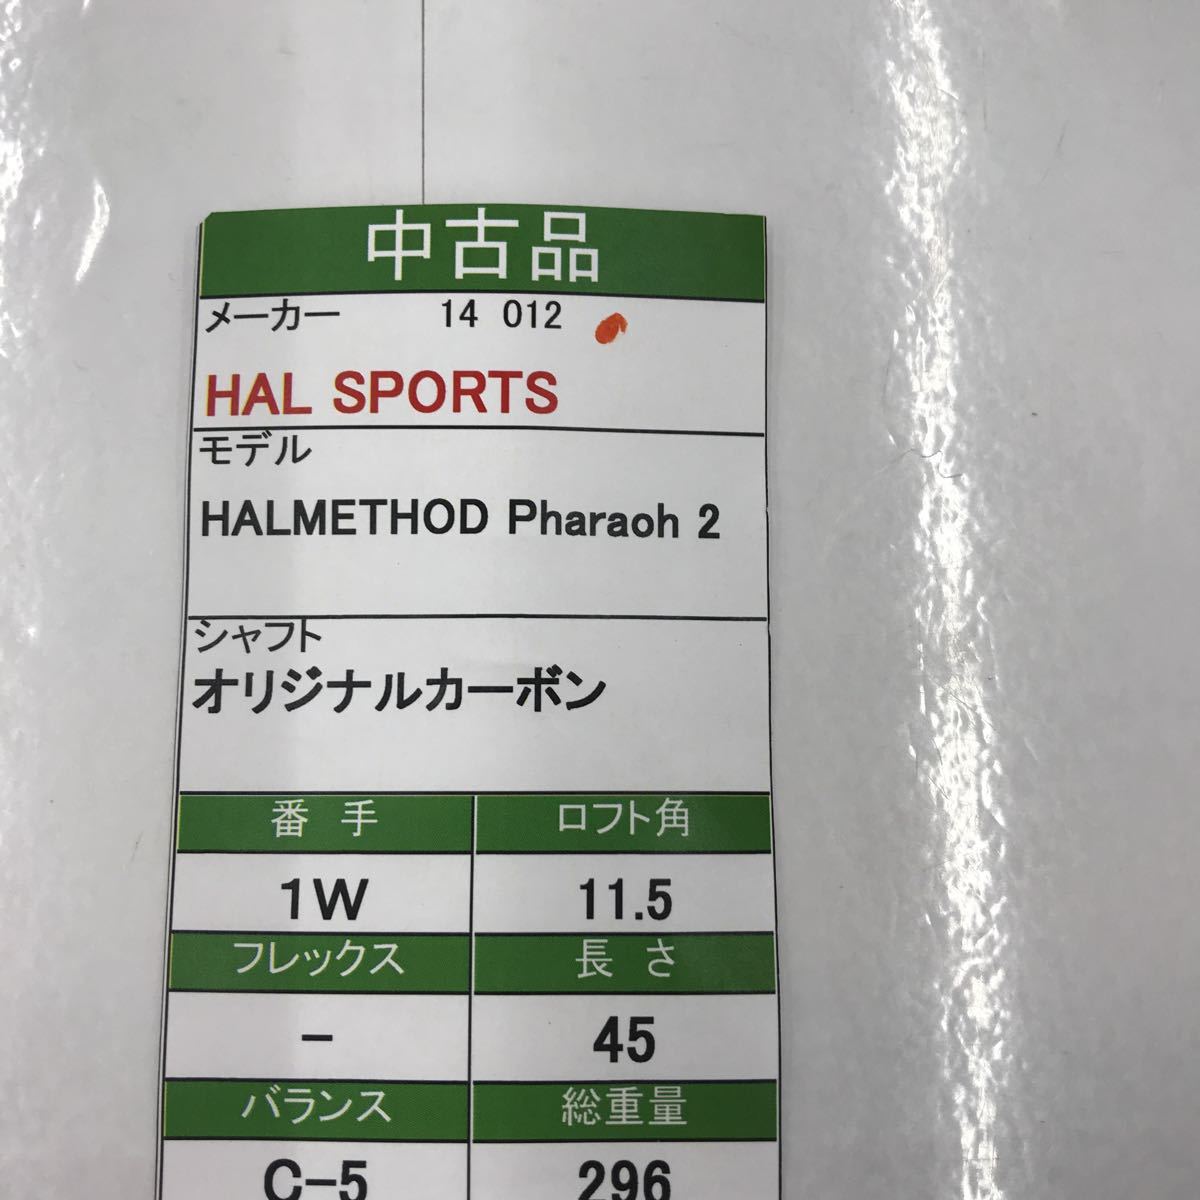 中古品
メーカー 14 012
HAL SPORTS
モデル
HALMETHOD Pharaoh 2
シャフト
オリジナルカーボン
番 手 ロフト角
1W 11.5
フレックス 長 さ
- 45
バランス 総重量
C-5 296